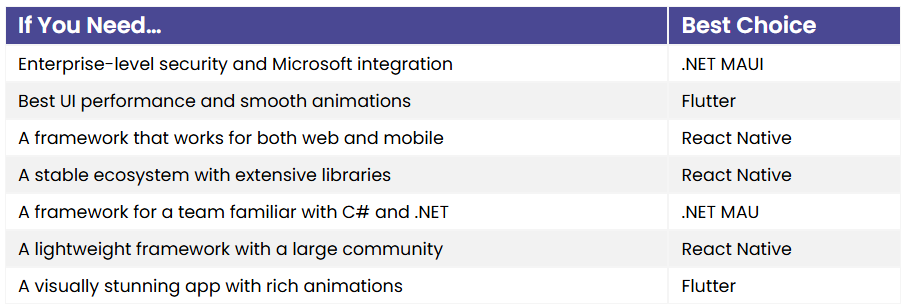 If You Need... Best Choice
Enterprise-level security and Microsoft integration .NET MAUI
Best UI performance and smooth animations Flutter
A framework that works for both web and mobile React Native
A stable ecosystem with extensive libraries React Native
A framework for a team familiar with C# and .NET .NET MAU
A lightweight framework with a large community React Native
A visually stunning app with rich animations Flutter